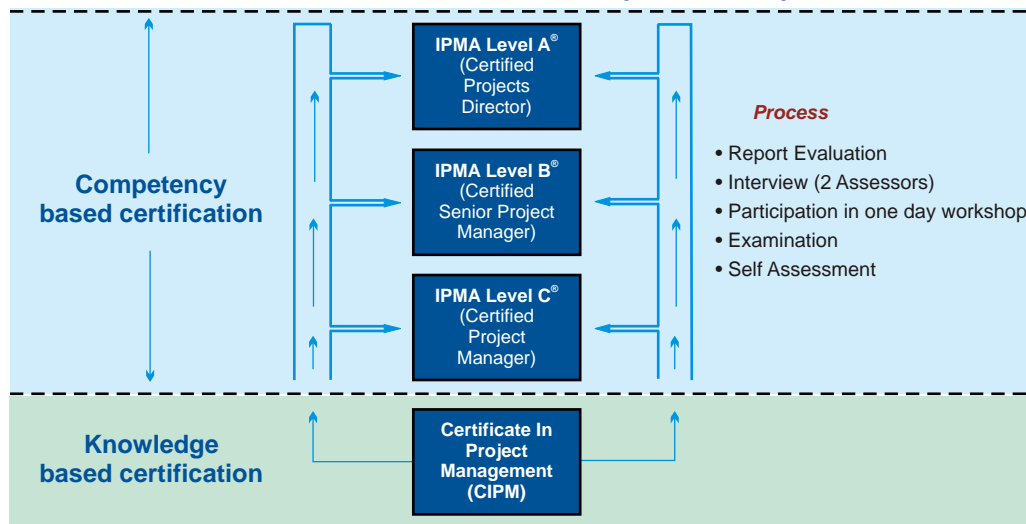 IPMA Level A®
(Certified
Projects
Director)
Process
• Report Evaluation
• Interview (2 Assessors)
• Participation in one day workshop
• Examination
• Self Assessment
Competency
based certification
IPMA Level B®
(Certified
Senior Project
Manager)
IPMA Level C®
(Certified
Project
Manager)
Knowledge
based certification
Certificate In
Project
Management
(CIPM)